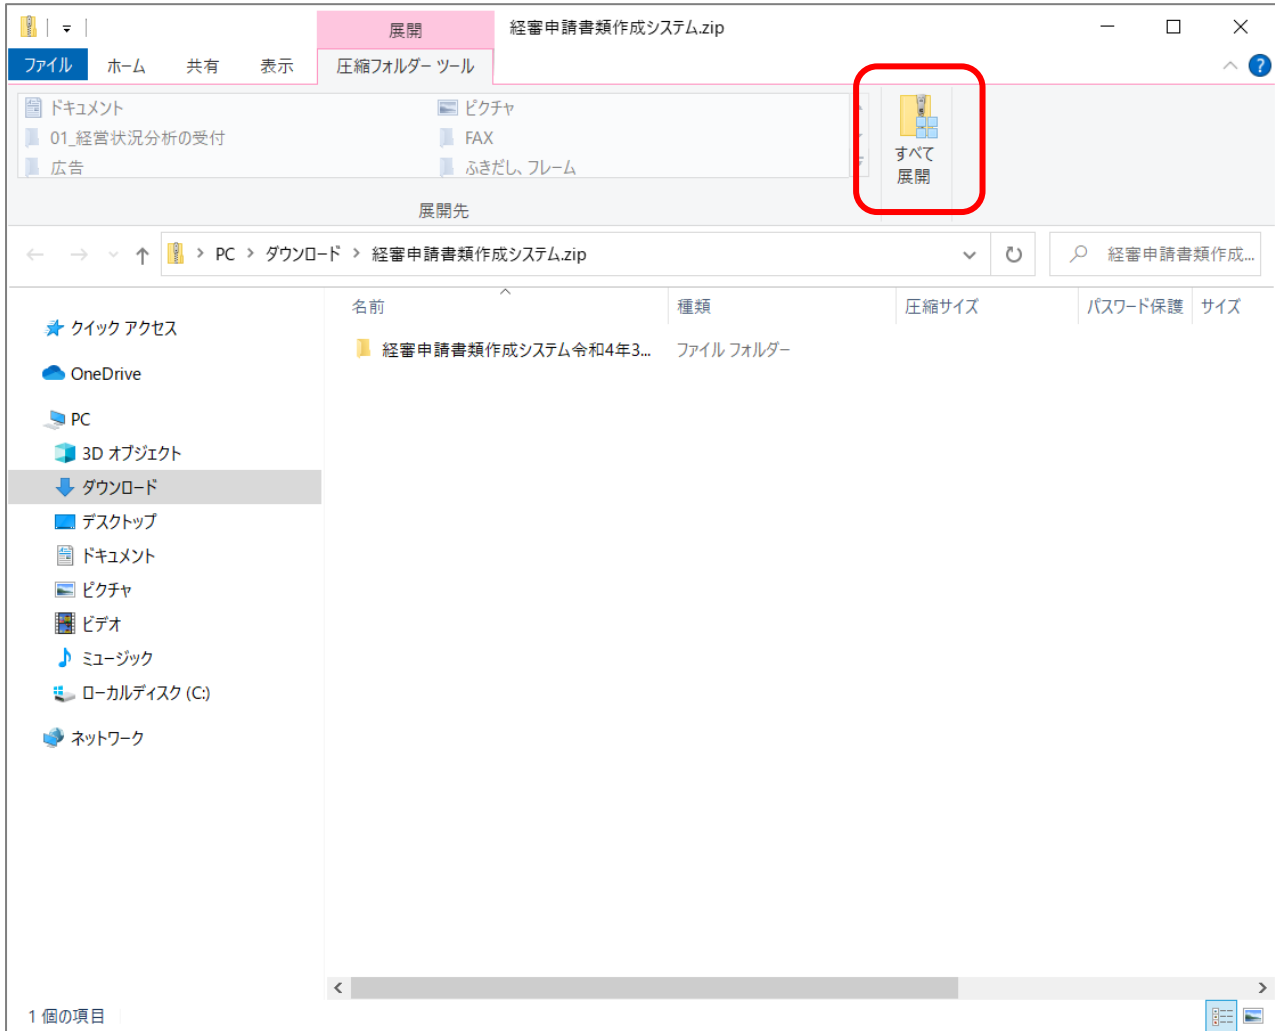 展開
経審申請書類作成システム.zip
ファイル
ホーム
共有
表示
圧縮フォルダー ツール
?
ドキュメント
ピクチャ
01_経営状況分析の受付
FAX
広告
ふきだし、フレーム
すべて
展開
展開先
PC > ダウンロード > 経審申請書類作成システム.zip
経審申請書類作成...
名前
種類
圧縮サイズ
パスワード保護
サイズ
クイック アクセス
OneDrive
PC
3D オブジェクト
ダウンロード
デスクトップ
ドキュメント
ピクチャ
ビデオ
ミュージック
ローカルディスク (C:)
ネットワーク
経審申請書類作成システム令和4年3...
ファイル フォルダー
1 個の項目